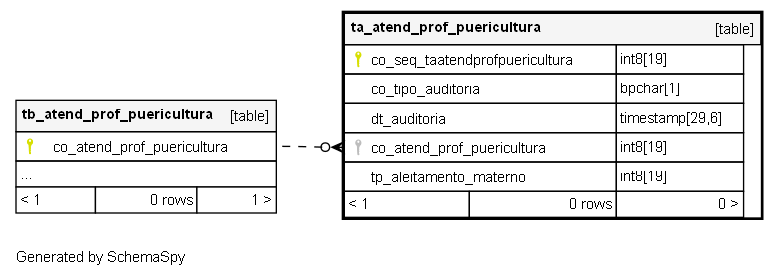 ta_atend_prof_puericultura [table]
co_seq_taatendprofpuericultura int8[19]
co_tipo_auditoria bpchar[1]
dt_auditoria timestamp[29,6]
co_atend_prof_puericultura int8[19]
tp_aleitamento_materno int8[19]
< 1 0 rows 0 >
tb_atend_prof_puericultura [table]
co_atend_prof_puericultura
...
< 1 0 rows 1 >
Generated by SchemaSpy